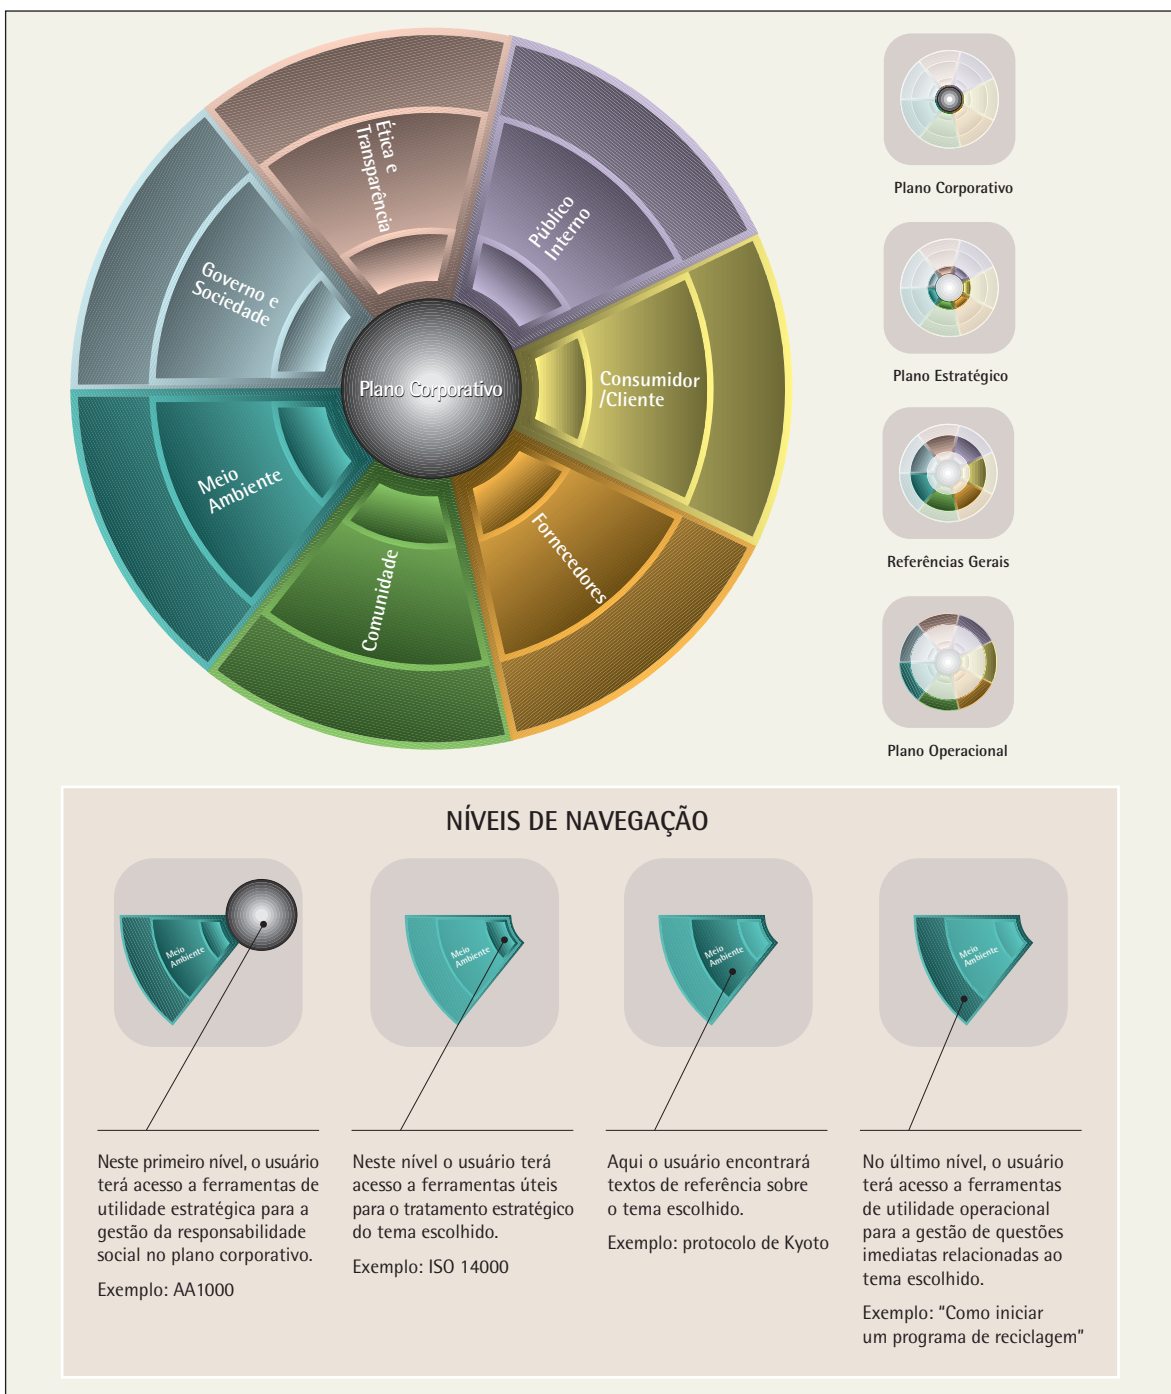 Ética e
Transparência
Público
Interno
Governo e
Sociedade
Plano Corporativo
Consumidor
/Cliente
Meio
Ambiente
Comunidade
Fornecedores
Plano Corporativo
Plano Estratégico
Referências Gerais
Plano Operacional
NÍVEIS DE NAVEGAÇÃO
Meio
Ambiente
Meio
Ambiente
Meio
Ambiente
Meio
Ambiente
Neste primeiro nível, o usuário
terá acesso a ferramentas de
utilidade estratégica para a
gestão da responsabilidade
social no plano corporativo.
Exemplo: AA1000
Neste nível o usuário terá
acesso a ferramentas úteis
para o tratamento estratégico
do tema escolhido.
Exemplo: ISO 14000
Aqui o usuário encontrará
textos de referência sobre
o tema escolhido.
Exemplo: protocolo de Kyoto
No último nível, o usuário
terá acesso a ferramentas
de utilidade operacional
para a gestão de questões
imediatas relacionadas ao
tema escolhido.
Exemplo: “Como iniciar
um programa de reciclagem”